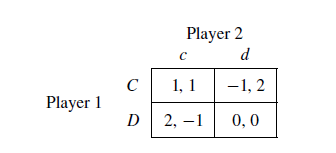 Player 2
c d
C 1, 1 −1, 2
Player 1
D 2, −1 0, 0